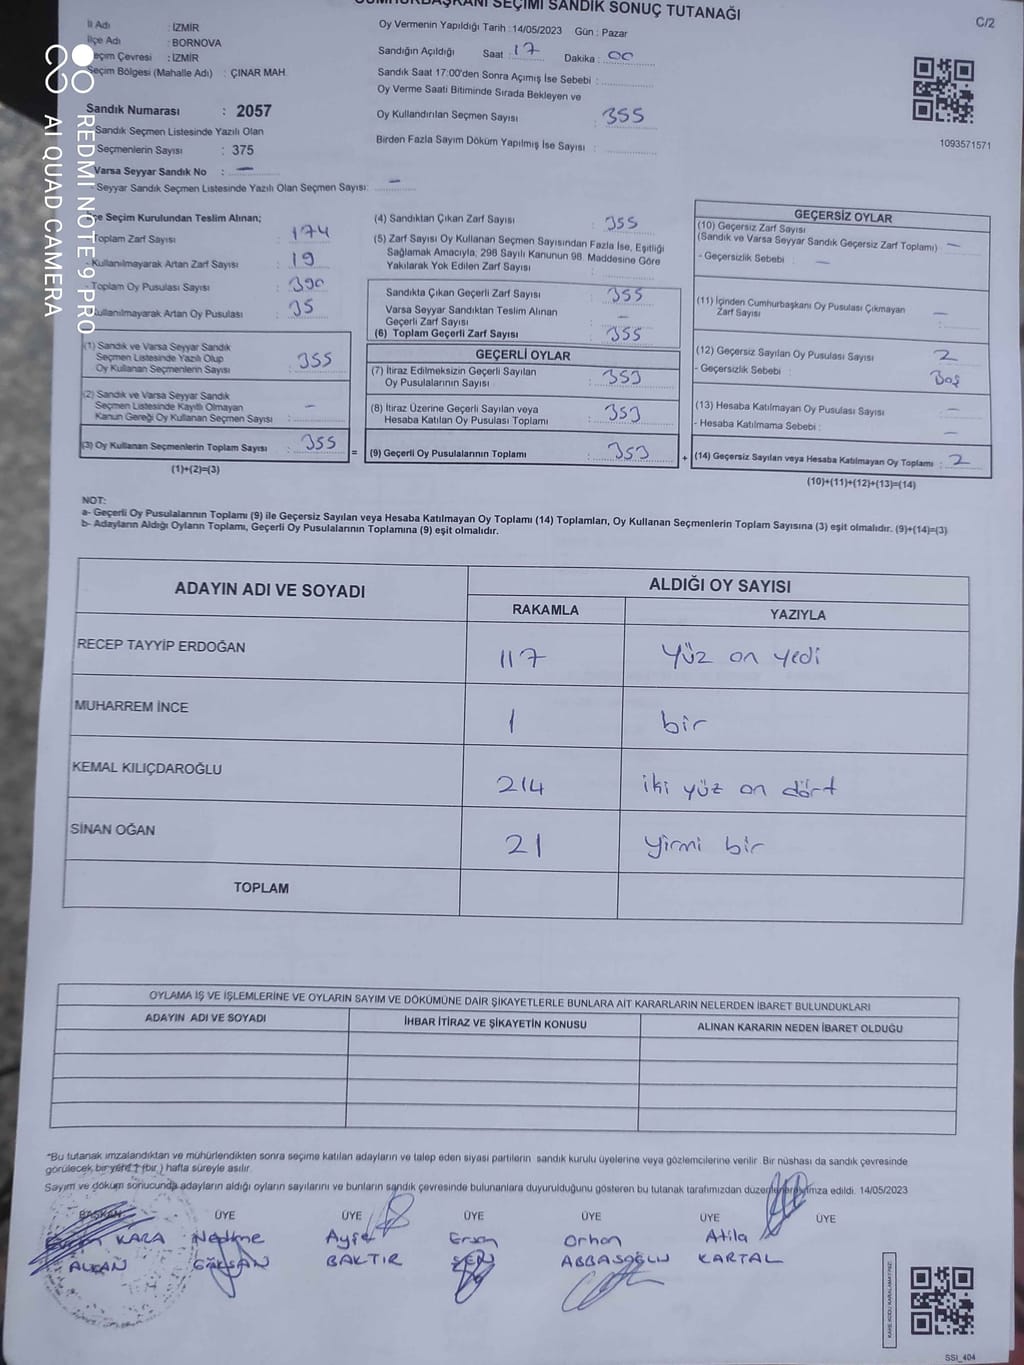 CUMHURBAŞKANI SEÇİMİ SANDIK SONUÇ TUTANAĞI
C/2
İl Adı : İZMİR
İlçe Adı : BORNOVA
Seçim Çevresi : İZMİR
Seçim Bölgesi (Mahalle Adı) : ÇINAR MAH.
Sandık Numarası : 2057
Sandık Seçmen Listesinde Yazılı Olan
Seçmenlerin Sayısı : 375
Varsa Seyyar Sandık No : —
Seyyar Sandık Seçmen Listesinde Yazılı Olan Seçmen Sayısı: —
Oy Vermenin Yapıldığı Tarih : 14/05/2023 Gün : Pazar
Sandığın Açıldığı Saat : 17 Dakika : 00
Sandık Saat 17:00'den Sonra Açımış İse Sebebi :
Oy Verme Saati Bitiminde Sırada Bekleyen ve
Oy Kullandırılan Seçmen Sayısı : 355
Birden Fazla Sayım Döküm Yapılmış İse Sayısı :
1093571571
REDMI NOTE 9 PRO
AI QUAD CAMERA
İlçe Seçim Kurulundan Teslim Alınan;
Toplam Zarf Sayısı : 174
- Kullanılmayarak Artan Zarf Sayısı : 19
- Toplam Oy Pusulası Sayısı : 390
Kullanılmayarak Artan Oy Pusulası : 35
(1) Sandık ve Varsa Seyyar Sandık
Seçmen Listesinde Yazılı Olup
Oy Kullanan Seçmenlerin Sayısı : 355
(2) Sandık ve Varsa Seyyar Sandık
Seçmen Listesinde Kayıtlı Olmayan
Kanun Gereği Oy Kullanan Seçmen Sayısı : —
(3) Oy Kullanan Seçmenlerin Toplam Sayısı : 355
(1)+(2)=(3)
(4) Sandıktan Çıkan Zarf Sayısı : 355
(5) Zarf Sayısı Oy Kullanan Seçmen Sayısından Fazla İse, Eşitliği
Sağlamak Amacıyla, 298 Sayılı Kanunun 98. Maddesine Göre
Yakılarak Yok Edilen Zarf Sayısı :
Sandıkta Çıkan Geçerli Zarf Sayısı : 355
Varsa Seyyar Sandıktan Teslim Alınan
Geçerli Zarf Sayısı : —
(6) Toplam Geçerli Zarf Sayısı : 355
GEÇERLİ OYLAR
(7) İtiraz Edilmeksizin Geçerli Sayılan
Oy Pusulalarının Sayısı : 353
(8) İtiraz Üzerine Geçerli Sayılan veya
Hesaba Katılan Oy Pusulası Toplamı : 353
= (9) Geçerli Oy Pusulalarının Toplamı : 353
GEÇERSİZ OYLAR
(10) Geçersiz Zarf Sayısı
(Sandık ve Varsa Seyyar Sandık Geçersiz Zarf Toplamı) : —
- Geçersizlik Sebebi : —
(11) İçinden Cumhurbaşkanı Oy Pusulası Çıkmayan
Zarf Sayısı : —
(12) Geçersiz Sayılan Oy Pusulası Sayısı : 2
- Geçersizlik Sebebi : Boş
(13) Hesaba Katılmayan Oy Pusulası Sayısı : —
- Hesaba Katılmama Sebebi : —
+ (14) Geçersiz Sayılan veya Hesaba Katılmayan Oy Toplamı : 2
(10)+(11)+(12)+(13)=(14)
NOT:
a- Geçerli Oy Pusulalarının Toplamı (9) ile Geçersiz Sayılan veya Hesaba Katılmayan Oy Toplamı (14) Toplamları, Oy Kullanan Seçmenlerin Toplam Sayısına (3) eşit olmalıdır. (9)+(14)=(3)
b- Adayların Aldığı Oyların Toplamı, Geçerli Oy Pusulalarının Toplamına (9) eşit olmalıdır.
ADAYIN ADI VE SOYADI ALDIĞI OY SAYISI
RAKAMLA YAZIYLA
RECEP TAYYİP ERDOĞAN 117 yüz on yedi
MUHARREM İNCE 1 bir
KEMAL KILIÇDAROĞLU 214 iki yüz on dört
SİNAN OĞAN 21 yirmi bir
TOPLAM
OYLAMA İŞ VE İŞLEMLERİNE VE OYLARIN SAYIM VE DÖKÜMÜNE DAİR ŞİKAYETLERLE BUNLARA AİT KARARLARIN NELERDEN İBARET BULUNDUKLARI
ADAYIN ADI VE SOYADI İHBAR İTİRAZ VE ŞİKAYETİN KONUSU ALINAN KARARIN NEDEN İBARET OLDUĞU
*Bu tutanak imzalandıktan ve mühürlendikten sonra seçime katılan adayların ve talep eden siyasi partilerin sandık kurulu üyelerine veya gözlemcilerine verilir. Bir nüshası da sandık çevresinde
görülecek bir yere 1 (bir ) hafta süreyle asılır.
Sayım ve döküm sonucunda adayların aldığı oyların sayılarını ve bunların sandık çevresinde bulunanlara duyurulduğunu gösteren bu tutanak tarafımızdan düzenlenerek imza edildi. 14/05/2023
BAŞKAN ÜYE ÜYE ÜYE ÜYE ÜYE ÜYE
KARA Nedime Ayşe Ersen Orhan Atila
ALKAN GÖKSAN BAKTIR ŞEN ABBASOĞLU KARTAL
KARE KODU KARALAMAYINIZ
SSI_404